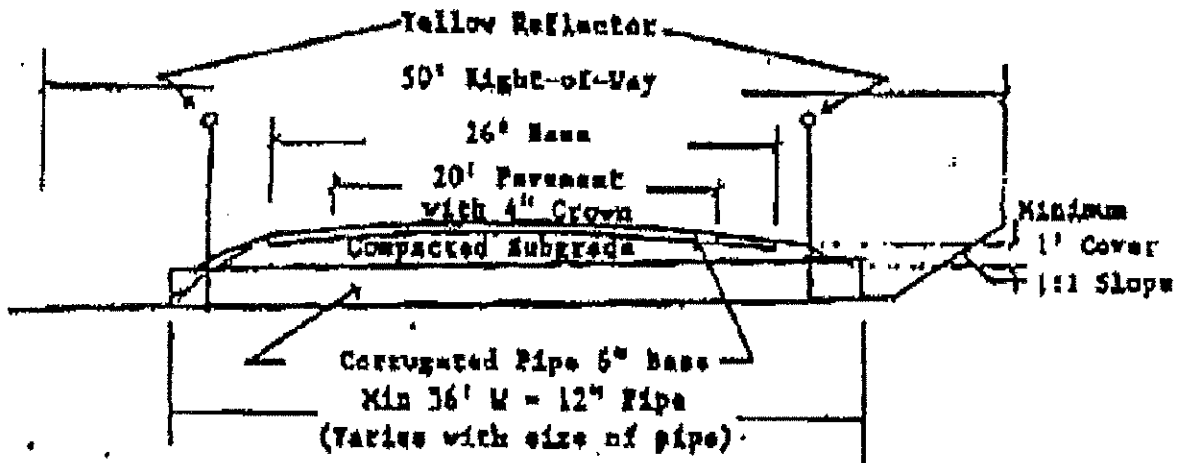 Yellow Reflector
50' Right-of-Way
26' Base
20' Pavement
with 4" Crown
Compacted Subgrade
Minimum
1' Cover
1:1 Slope
Corrugated Pipe 6" Base
Min 36' W - 12" Pipe
(Varies with size of pipe)